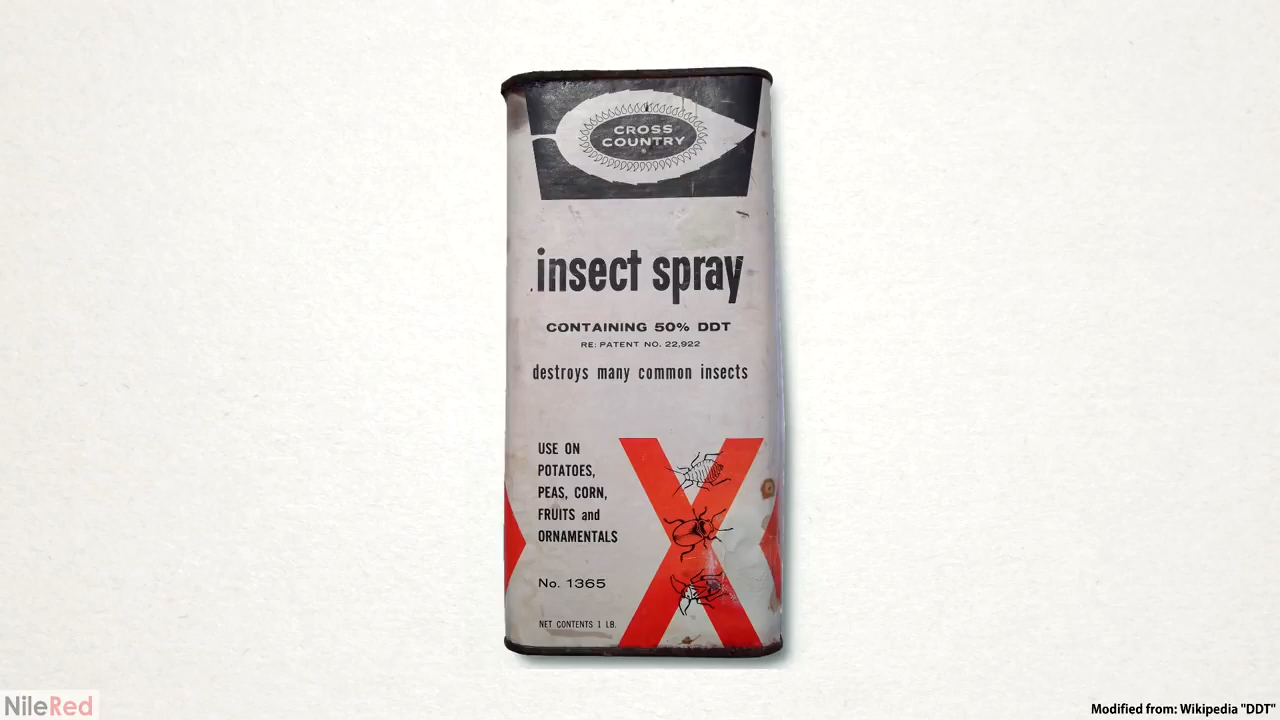 CROSS
COUNTRY
insect spray
CONTAINING 50% DDT
RE: PATENT NO. 22,922
destroys many common insects
USE ON
POTATOES,
PEAS, CORN,
FRUITS and
ORNAMENTALS
No. 1365
NET CONTENTS 1 LB.
NileRed
Modified from: Wikipedia "DDT"